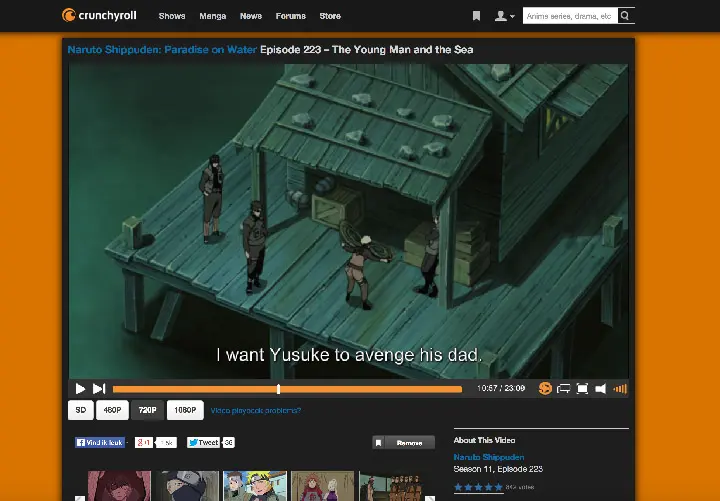 crunchyroll Shows Manga News Forums Store Anime series, drama, etc
Naruto Shippuden: Paradise on Water Episode 223 – The Young Man and the Sea
I want Yusuke to avenge his dad.
10:57 / 23:09
SD 480P 720P 1080P Video playback problems?
Vind ik leuk 1.5k Tweet 36 Remove
About This Video
Naruto Shippuden
Season 11, Episode 223
842 votes